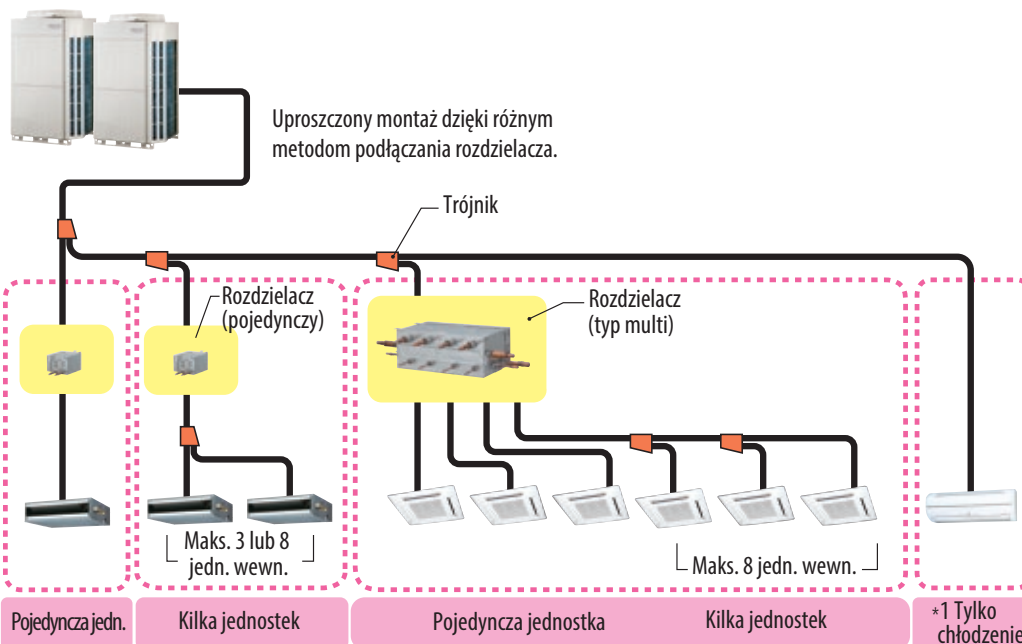 Uproszczony montaż dzięki różnym
metodom podłączania rozdzielacza.
Trójnik
Rozdzielacz
(pojedynczy)
Rozdzielacz
(typ multi)
Maks. 3 lub 8
jedn. wewn.
Maks. 8 jedn. wewn.
Pojedyncza jedn.
Kilka jednostek
Pojedyncza jednostka
Kilka jednostek
*1 Tylko
chłodzenie